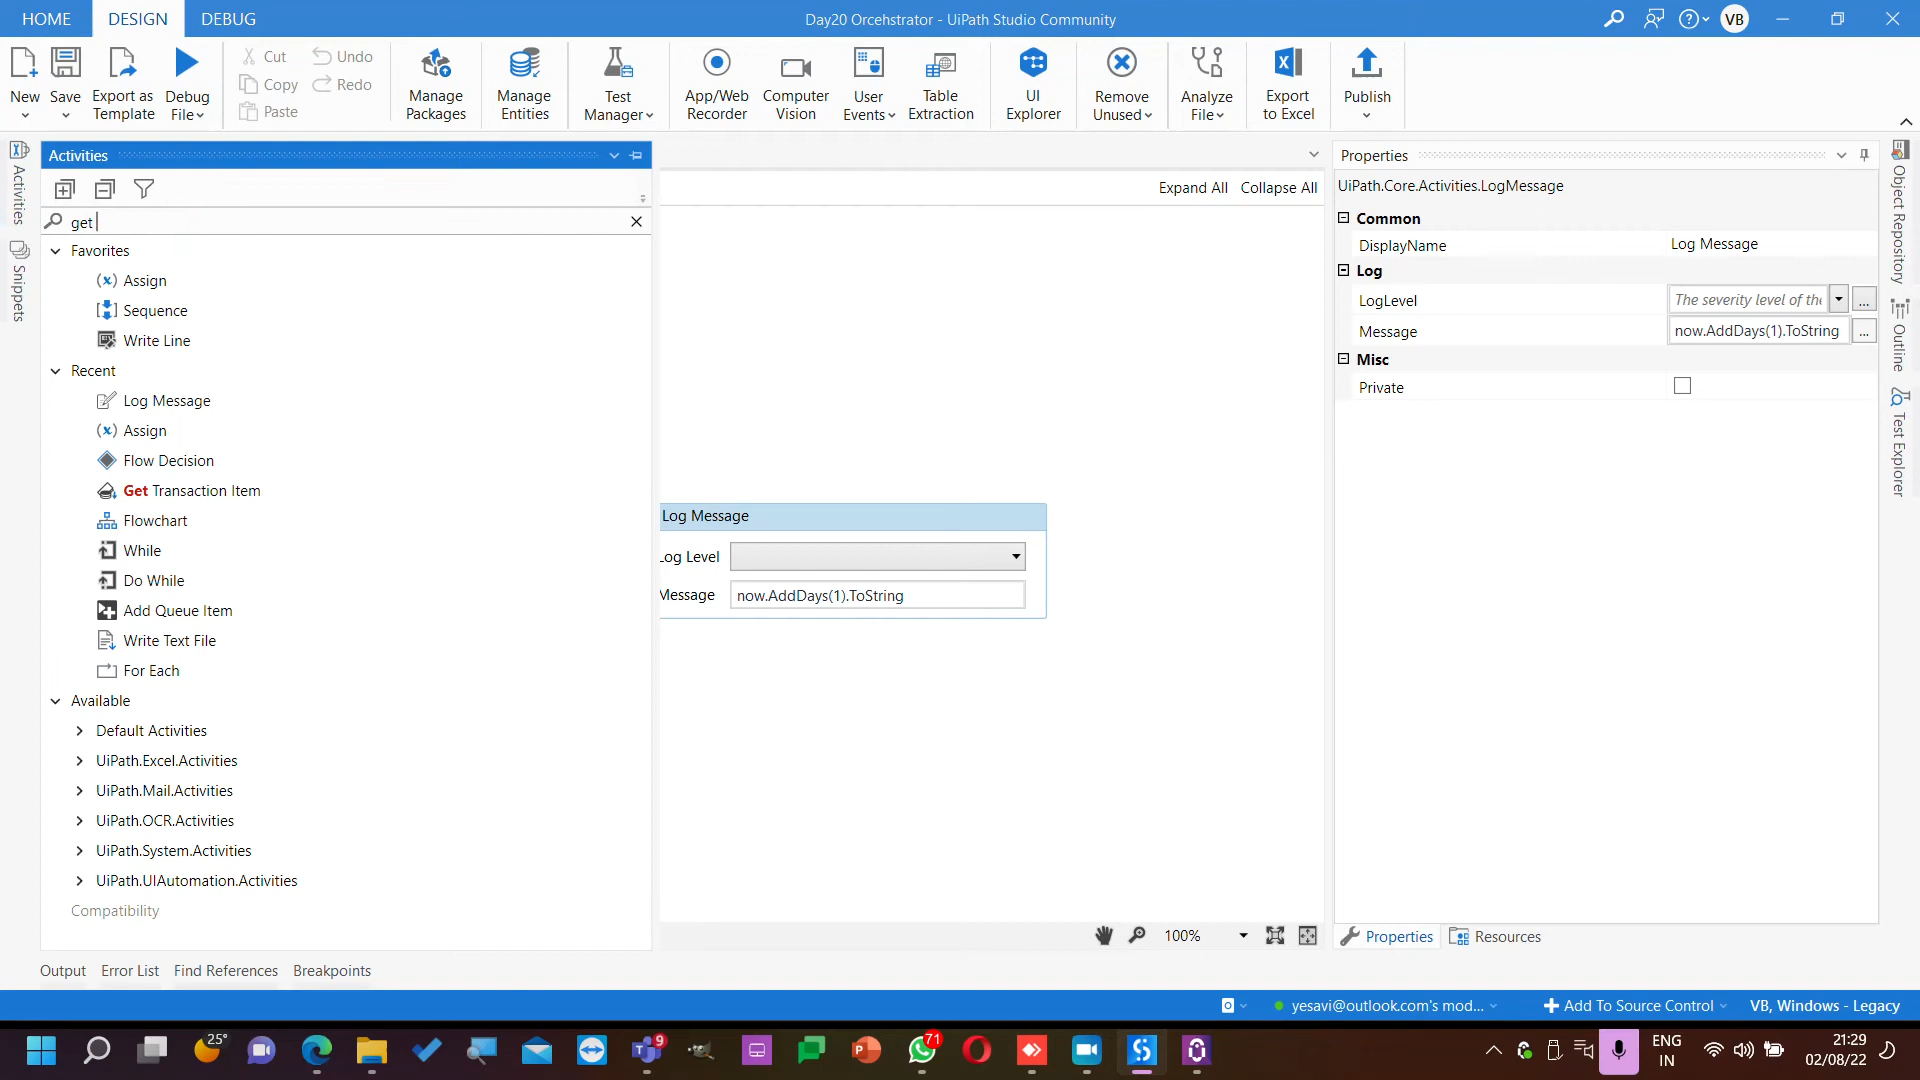 HOME DESIGN DEBUG
Day20 Orcehstrator - UiPath Studio Community
VB
New
Save
Export as
Template
Debug
File
Cut
Copy
Paste
Undo
Redo
Manage
Packages
Manage
Entities
Test
Manager
App/Web
Recorder
Computer
Vision
User
Events
Table
Extraction
UI
Explorer
Remove
Unused
Analyze
File
Export
to Excel
Publish
Activities
Snippets
Activities
get
Favorites
Assign
Sequence
Write Line
Recent
Log Message
Assign
Flow Decision
Get Transaction Item
Flowchart
While
Do While
Add Queue Item
Write Text File
For Each
Available
Default Activities
UiPath.Excel.Activities
UiPath.Mail.Activities
UiPath.OCR.Activities
UiPath.System.Activities
UiPath.UIAutomation.Activities
Compatibility
Expand All Collapse All
Log Message
Log Level
Message now.AddDays(1).ToString
100%
Properties
UiPath.Core.Activities.LogMessage
Common
DisplayName Log Message
Log
LogLevel The severity level of the ...
Message now.AddDays(1).ToString ...
Misc
Private
Properties Resources
Object Repository
Outline
Test Explorer
Output Error List Find References Breakpoints
yesavi@outlook.com's mod...
Add To Source Control
VB, Windows - Legacy
25°
9
71
ENG
IN
21:29
02/08/22